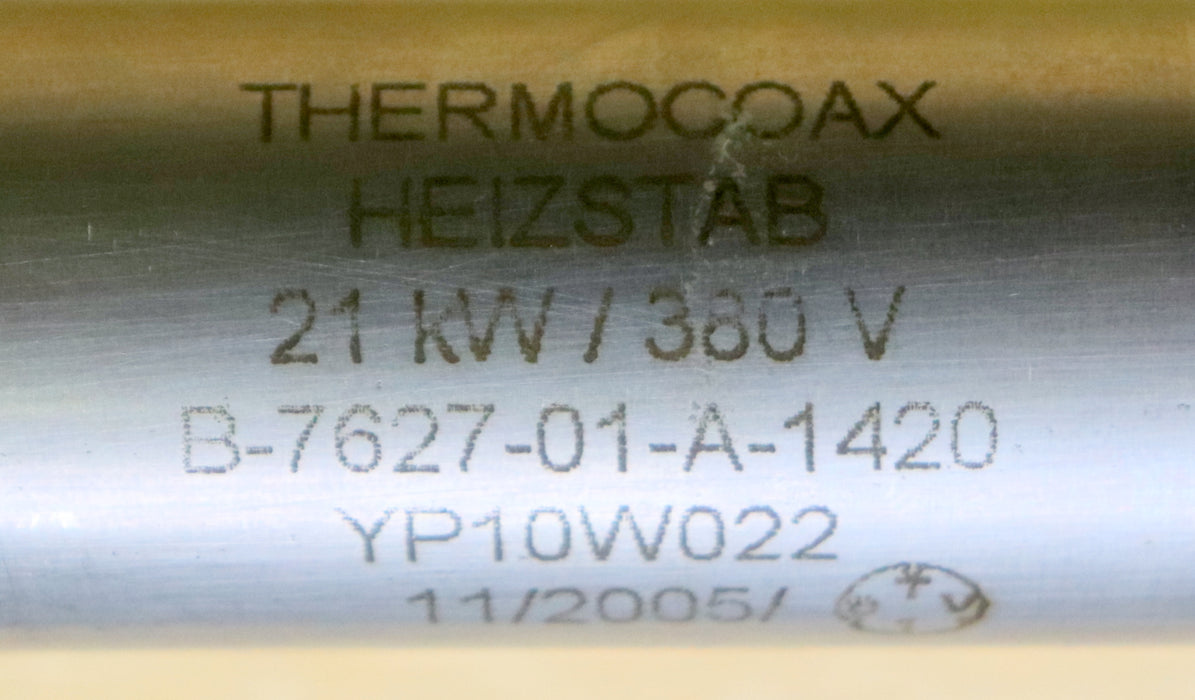 THERMOCOAX
HEIZSTAB
21 kW / 380 V
B-7627-01-A-1420
YP10W022
11/2005/